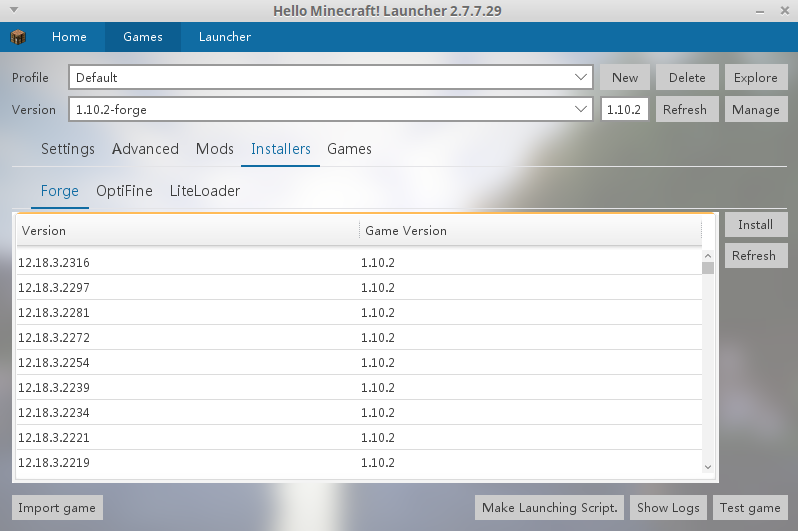 Hello Minecraft! Launcher 2.7.7.29
Home Games Launcher
Profile Default New Delete Explore
Version 1.10.2-forge 1.10.2 Refresh Manage
Settings Advanced Mods Installers Games
Forge OptiFine LiteLoader
Version Game Version Install
Refresh
12.18.3.2316 1.10.2
12.18.3.2297 1.10.2
12.18.3.2281 1.10.2
12.18.3.2272 1.10.2
12.18.3.2254 1.10.2
12.18.3.2239 1.10.2
12.18.3.2234 1.10.2
12.18.3.2221 1.10.2
12.18.3.2219 1.10.2
Import game Make Launching Script. Show Logs Test game